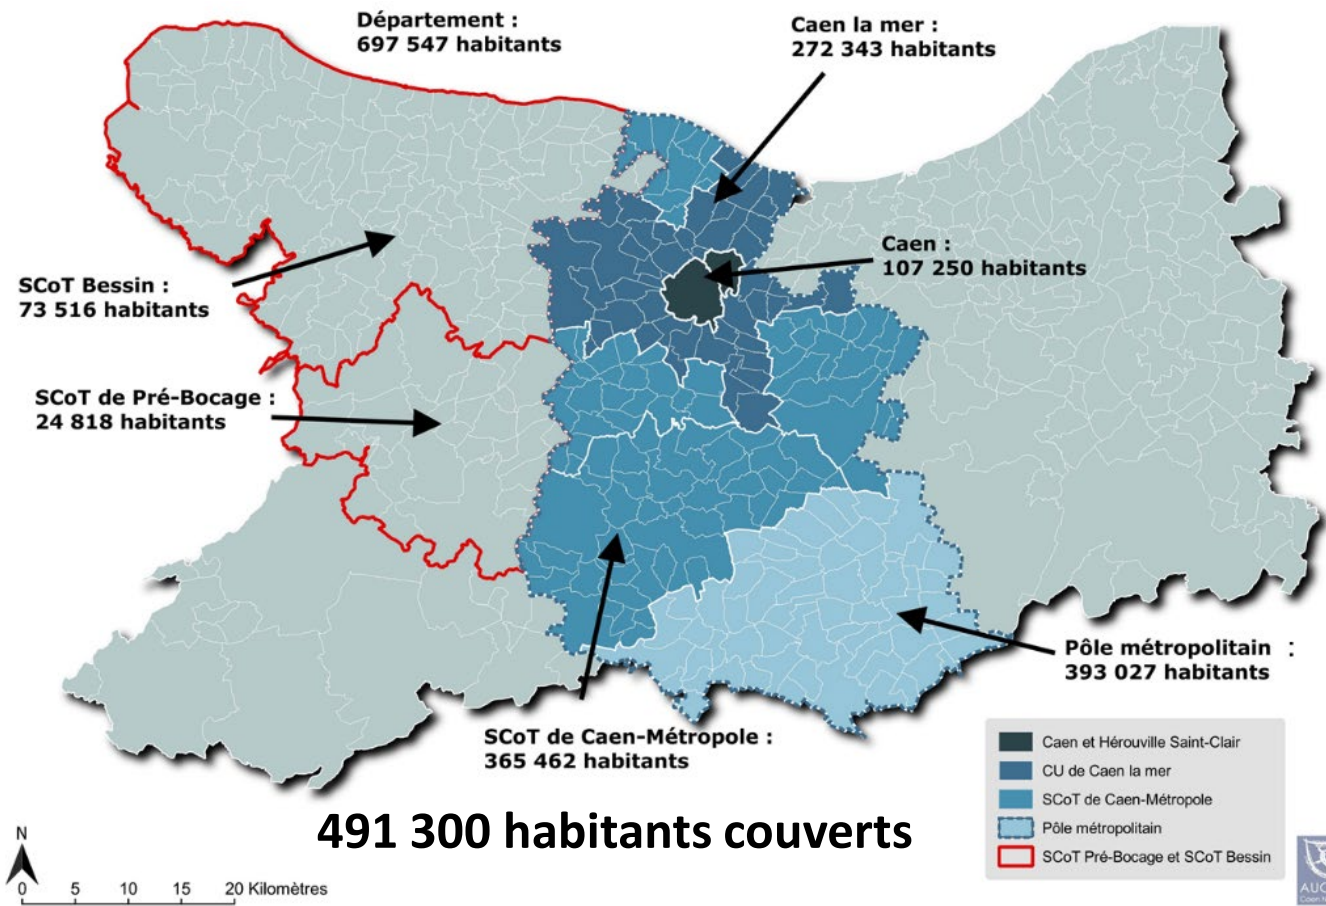 Département :
697 547 habitants
Caen la mer :
272 343 habitants
Caen :
107 250 habitants
SCoT Bessin :
73 516 habitants
SCoT de Pré-Bocage :
24 818 habitants
Pôle métropolitain :
393 027 habitants
SCoT de Caen-Métropole :
365 462 habitants
491 300 habitants couverts
Caen et Hérouville Saint-Clair
CU de Caen la mer
SCoT de Caen-Métropole
Pôle métropolitain
SCoT Pré-Bocage et SCoT Bessin
N
0 5 10 15 20 Kilomètres